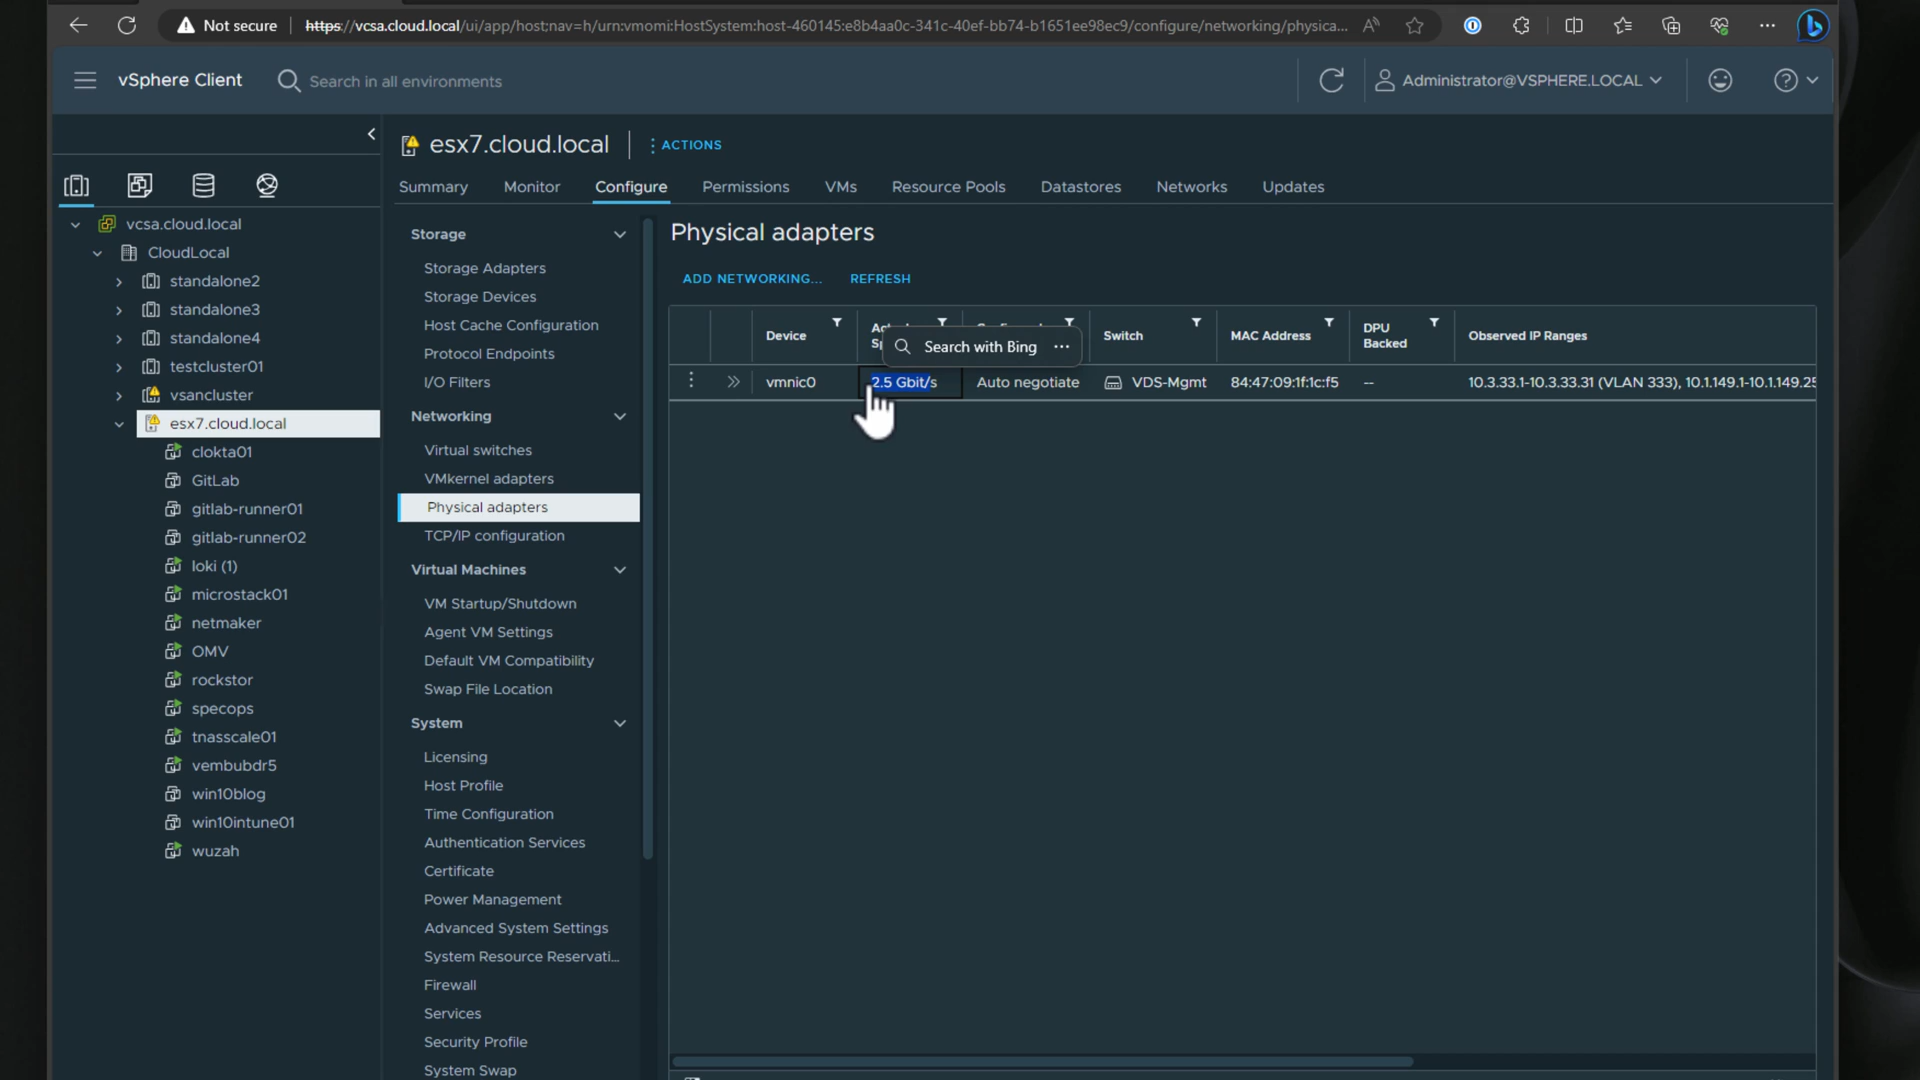 Not secure
https://vcsa.cloud.local/ui/app/host;nav=h/urn:vmomi:HostSystem:host-460145:e8b4aa0c-341c-40ef-bb74-b1651ee98ec9/configure/networking/physica...
vSphere Client
Search in all environments
Administrator@VSPHERE.LOCAL
vcsa.cloud.local
CloudLocal
standalone2
standalone3
standalone4
testcluster01
vsancluster
esx7.cloud.local
clokta01
GitLab
gitlab-runner01
gitlab-runner02
loki (1)
microstack01
netmaker
OMV
rockstor
specops
tnasscale01
vembubdr5
win10blog
win10intune01
wuzah
esx7.cloud.local
ACTIONS
Summary
Monitor
Configure
Permissions
VMs
Resource Pools
Datastores
Networks
Updates
Storage
Storage Adapters
Storage Devices
Host Cache Configuration
Protocol Endpoints
I/O Filters
Networking
Virtual switches
VMkernel adapters
Physical adapters
TCP/IP configuration
Virtual Machines
VM Startup/Shutdown
Agent VM Settings
Default VM Compatibility
Swap File Location
System
Licensing
Host Profile
Time Configuration
Authentication Services
Certificate
Power Management
Advanced System Settings
System Resource Reservati...
Firewall
Services
Security Profile
System Swap
Physical adapters
ADD NETWORKING...
REFRESH
Device
Search with Bing
Switch
MAC Address
DPU
Backed
Observed IP Ranges
vmnic0
2.5 Gbit/s
Auto negotiate
VDS-Mgmt
84:47:09:1f:1c:f5
--
10.3.33.1-10.3.33.31 (VLAN 333), 10.1.149.1-10.1.149.25